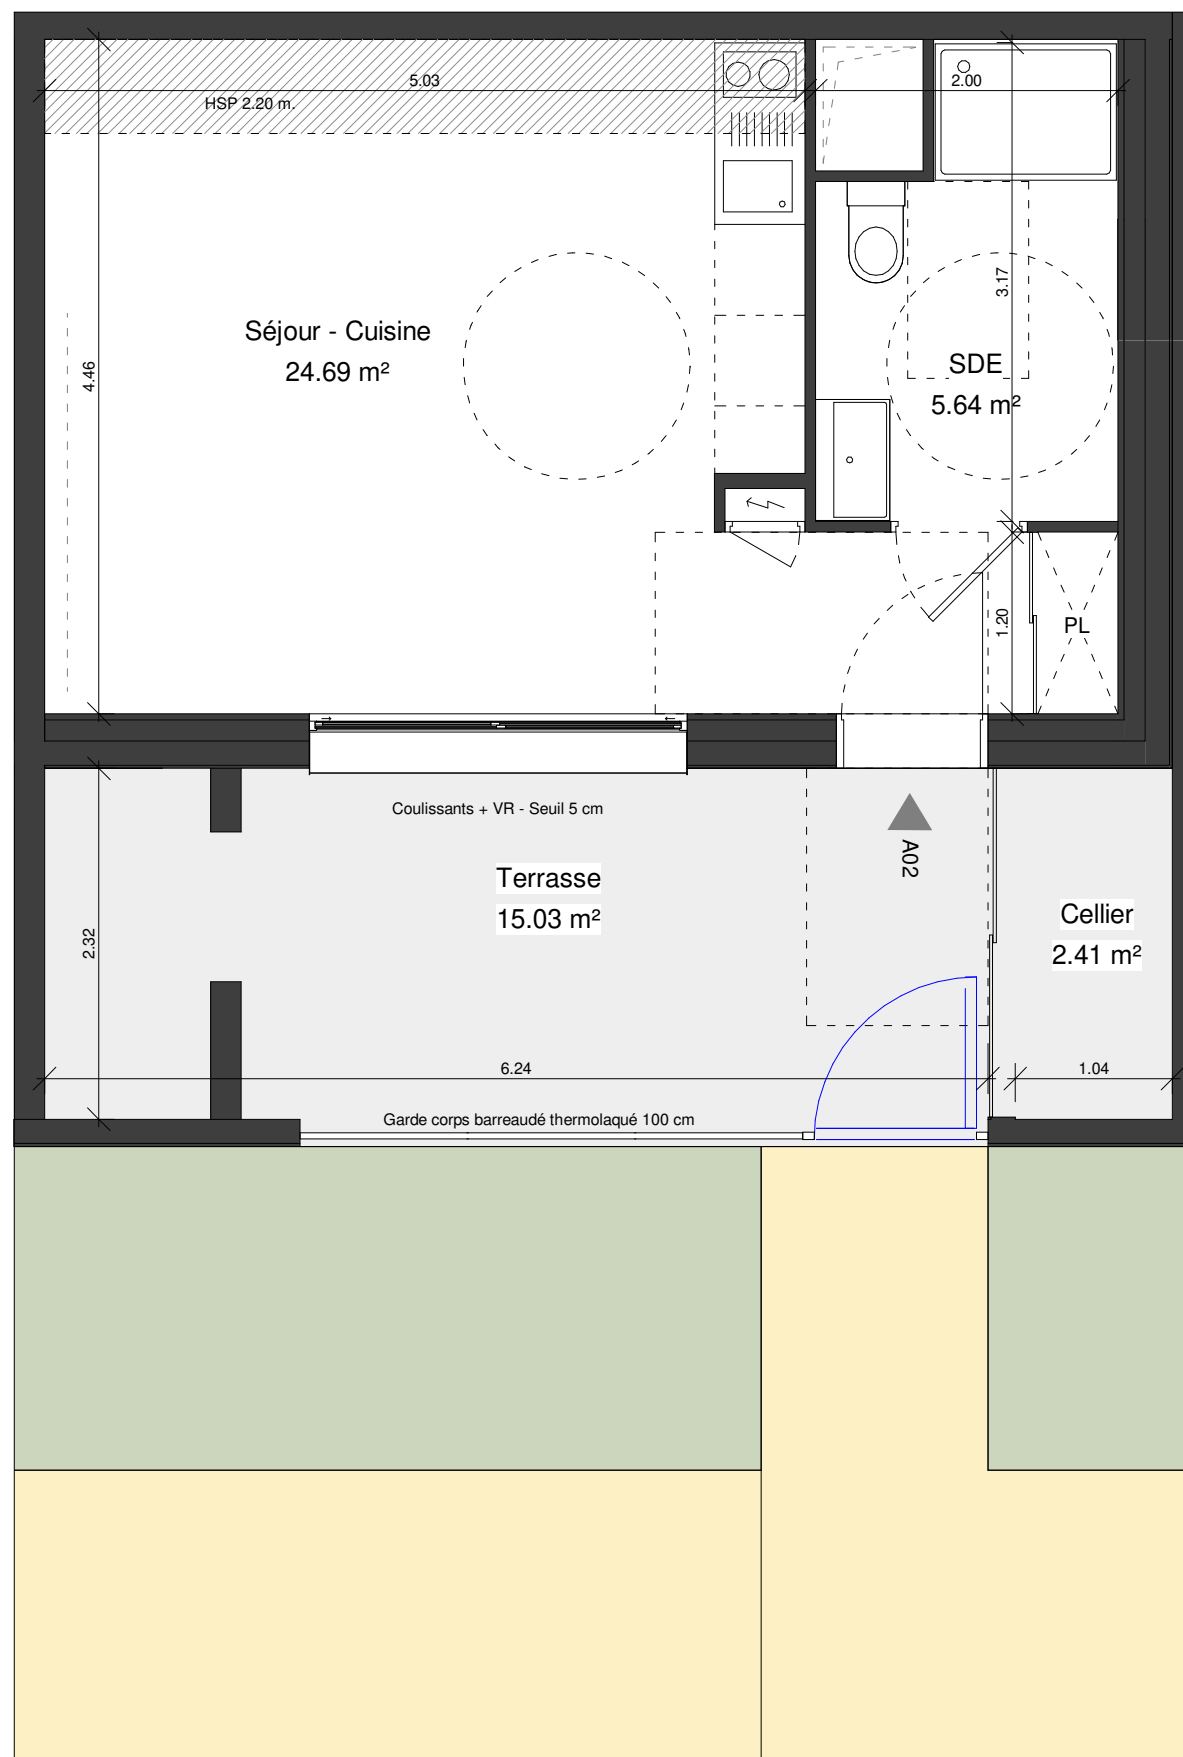 5.03
2.00
HSP 2.20 m.
3.17
Séjour - Cuisine
24.69 m²
4.46
SDE
5.64 m²
1.20
PL
Coulissants + VR - Seuil 5 cm
A02
Terrasse
15.03 m²
Cellier
2.41 m²
2.32
6.24
1.04
Garde corps barreaudé thermolaqué 100 cm